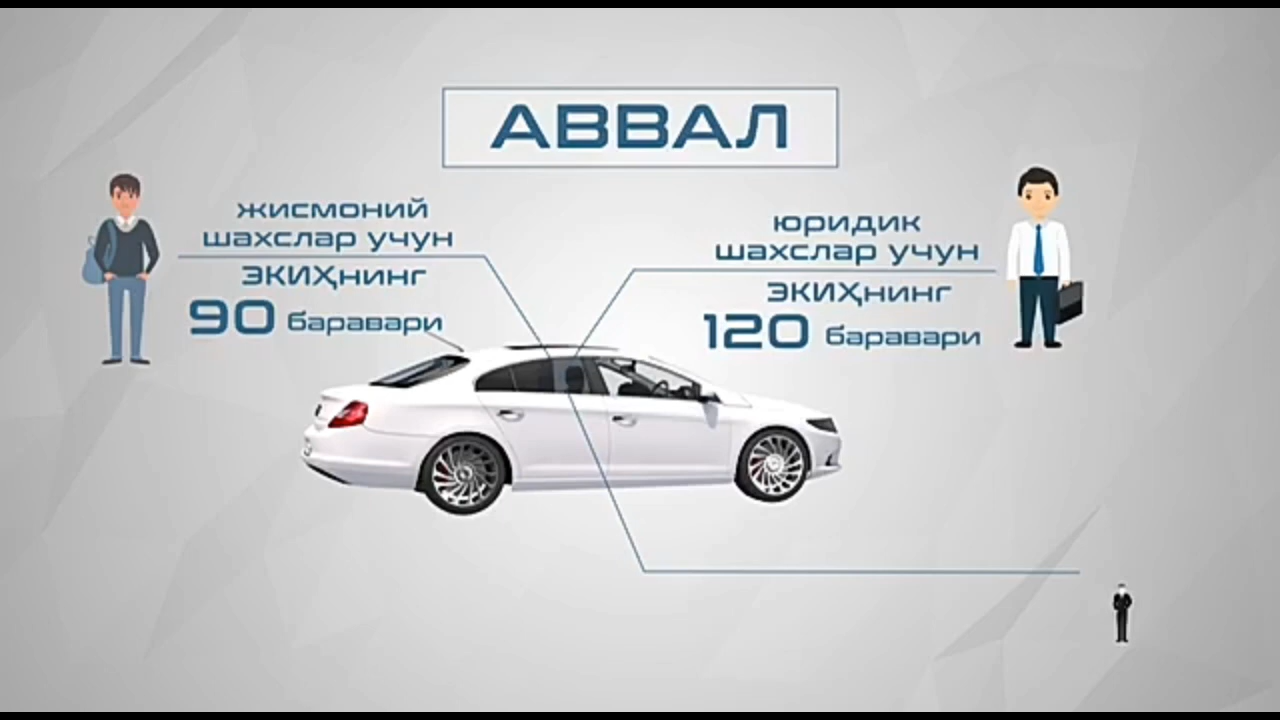 АВВАЛ
жисмоний
шахслар учун
ЭКИҲнинг
90 баравари
юридик
шахслар учун
ЭКИҲнинг
120 баравари